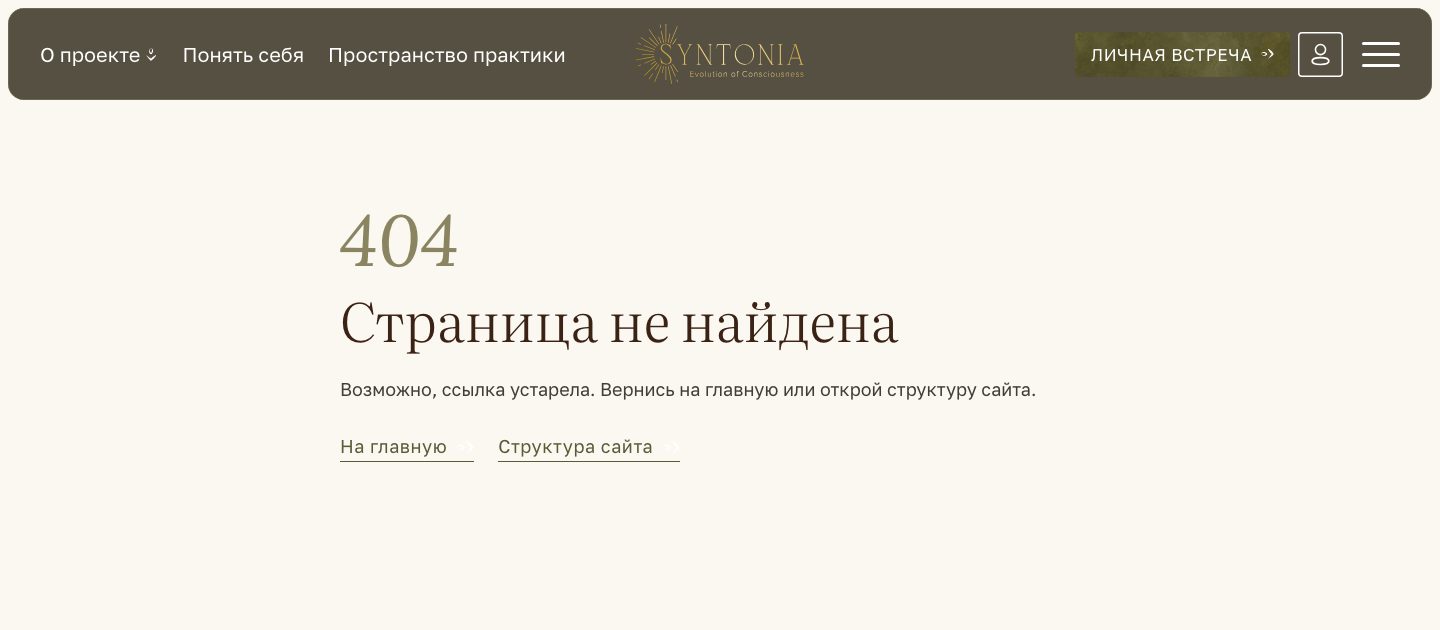 О проекте
Понять себя
Пространство практики
SYNTONIA
Evolution of Consciousness
ЛИЧНАЯ ВСТРЕЧА
404
Страница не найдена
Возможно, ссылка устарела. Вернись на главную или открой структуру сайта.
На главную
Структура сайта